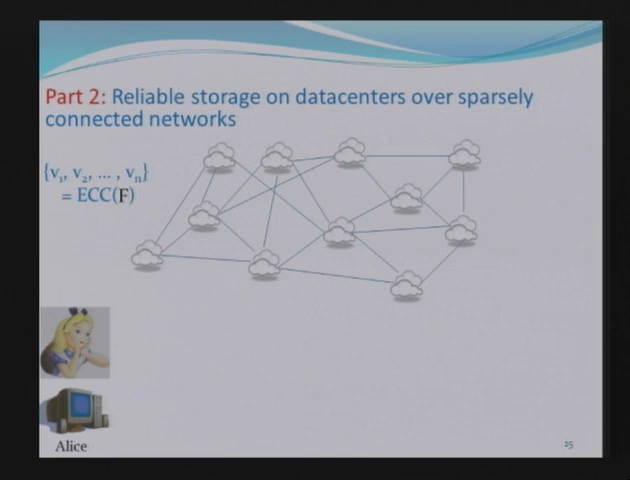 Part 2: Reliable storage on datacenters over sparsely
connected networks
{v₁, v₂, ... , vₙ}
= ECC(F)
Alice
25